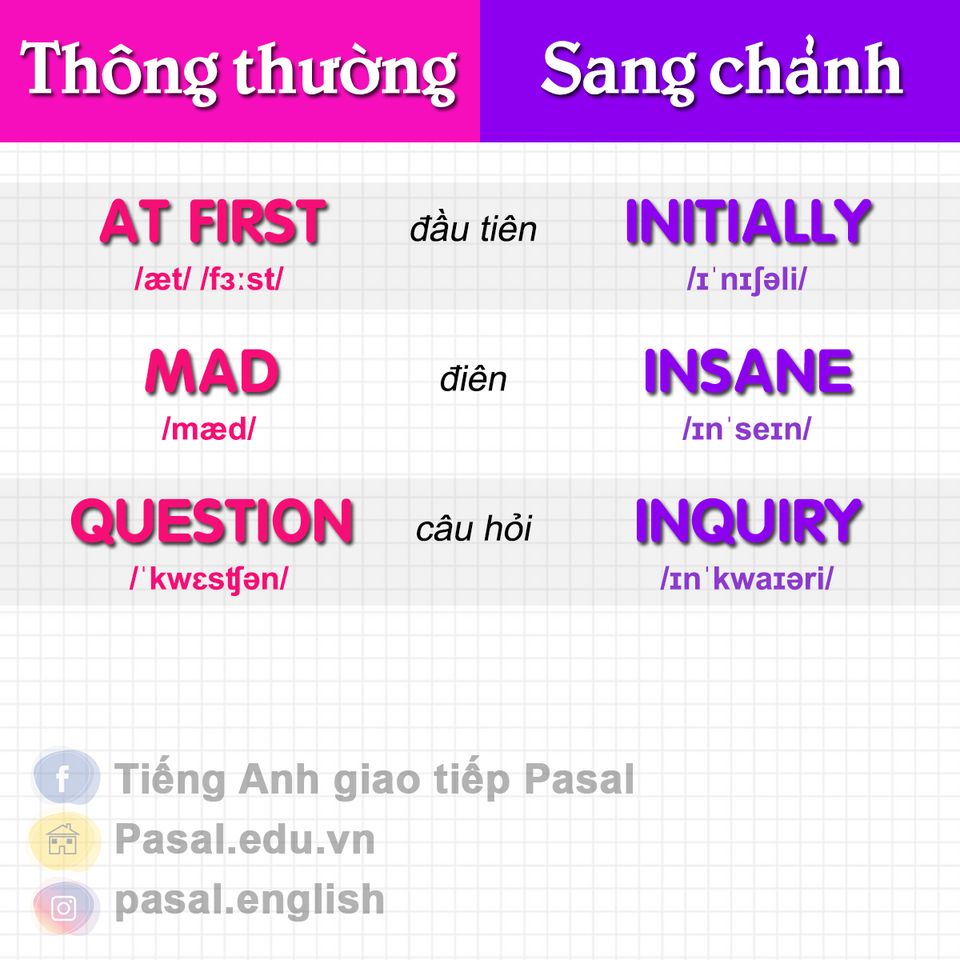 Thông thường
Sang chảnh
AT FIRST đầu tiên INITIALLY
/æt/ /fɜːst/ /ɪˈnɪʃəli/
MAD điên INSANE
/mæd/ /ɪnˈseɪn/
QUESTION câu hỏi INQUIRY
/ˈkwɛsʧən/ /ɪnˈkwaɪəri/
f Tiếng Anh giao tiếp Pasal
Pasal.edu.vn
pasal.english